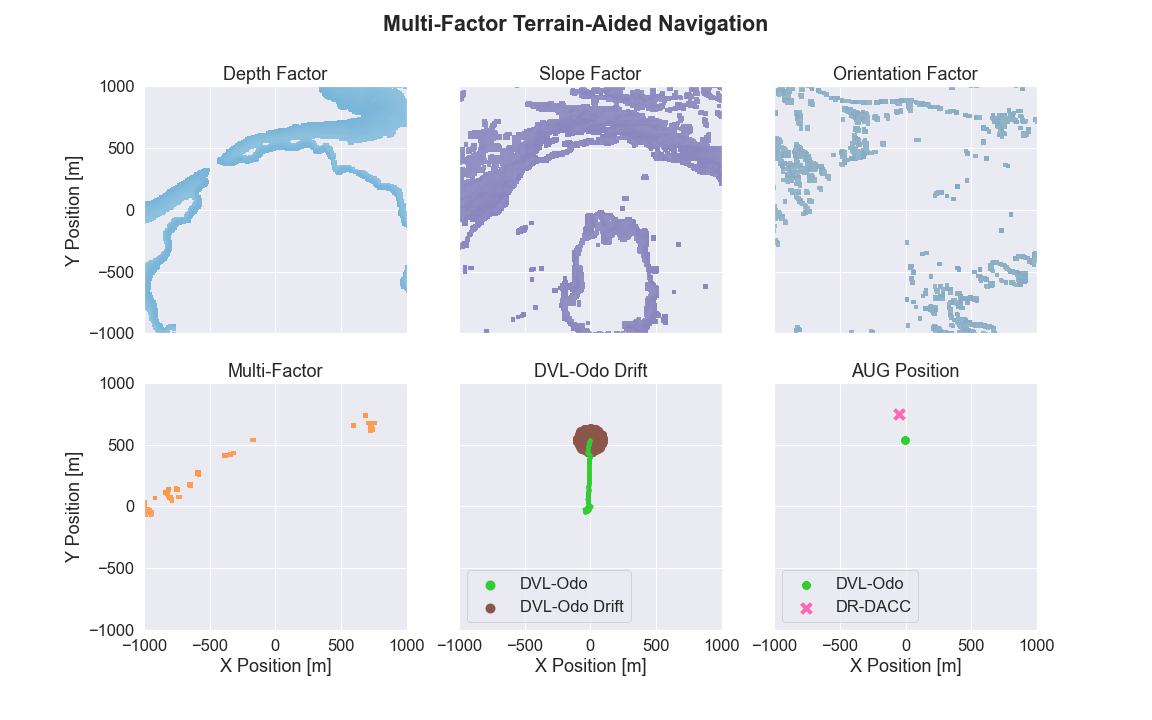 Multi-Factor Terrain-Aided Navigation
Depth Factor
Slope Factor
Orientation Factor
1000
500
0
−500
−1000
Y Position [m]
Multi-Factor
DVL-Odo Drift
AUG Position
1000
500
0
−500
−1000
Y Position [m]
DVL-Odo
DVL-Odo Drift
DVL-Odo
DR-DACC
−1000 −500 0 500 1000
−1000 −500 0 500 1000
−1000 −500 0 500 1000
X Position [m]
X Position [m]
X Position [m]